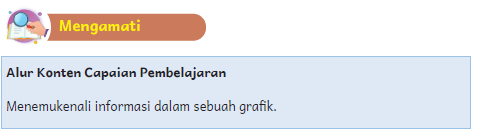 Mengamati
Alur Konten Capaian Pembelajaran
Menemukenali informasi dalam sebuah grafik.